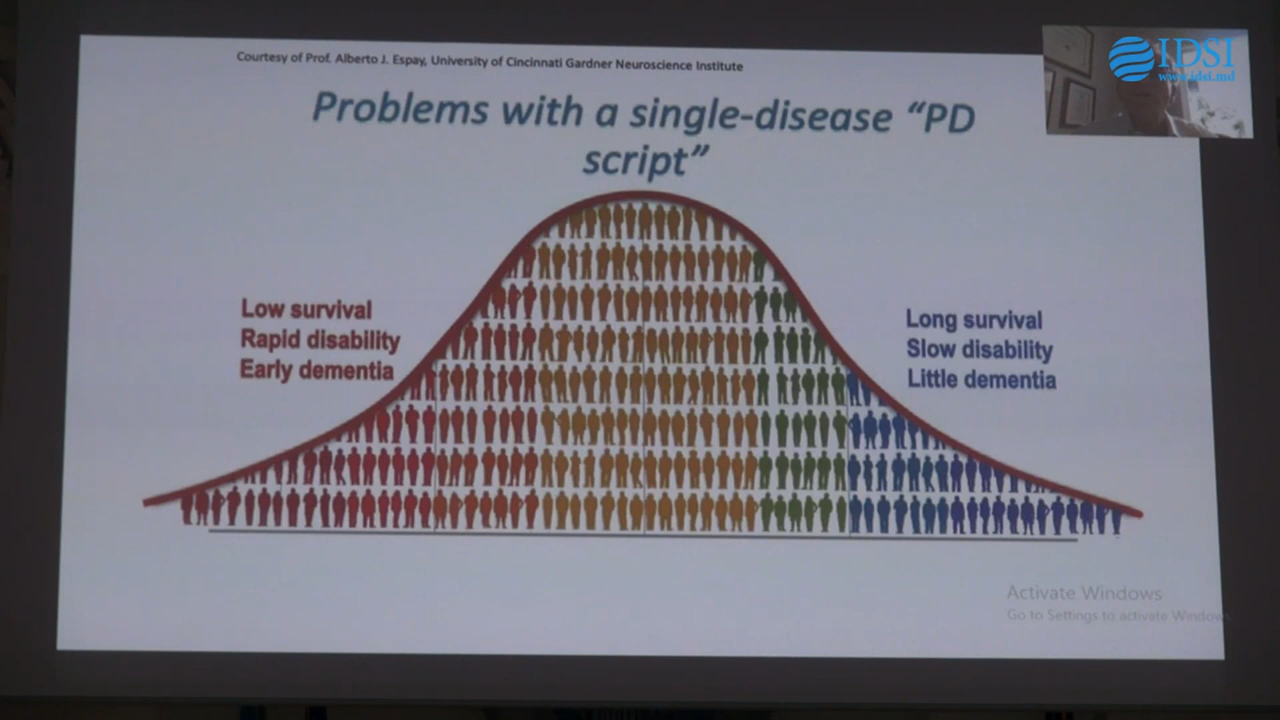 Courtesy of Prof. Alberto J. Espay, University of Cincinnati Gardner Neuroscience Institute
IDSI
www.idsi.md
Problems with a single-disease “PD
script”
Low survival
Rapid disability
Early dementia
Long survival
Slow disability
Little dementia
Activate Windows
Go to Settings to activate Windows